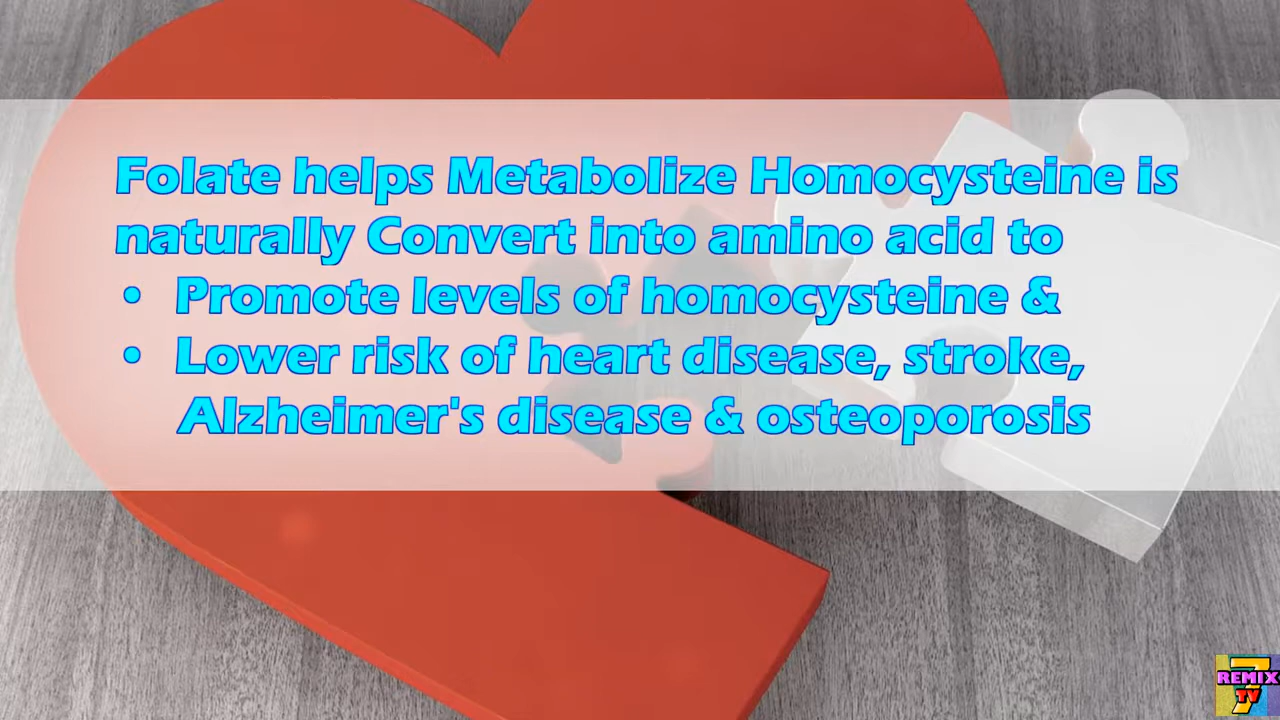 Folate helps Metabolize Homocysteine is
naturally Convert into amino acid to
• Promote levels of homocysteine &
• Lower risk of heart disease, stroke,
Alzheimer's disease & osteoporosis
7
REMIX
TV